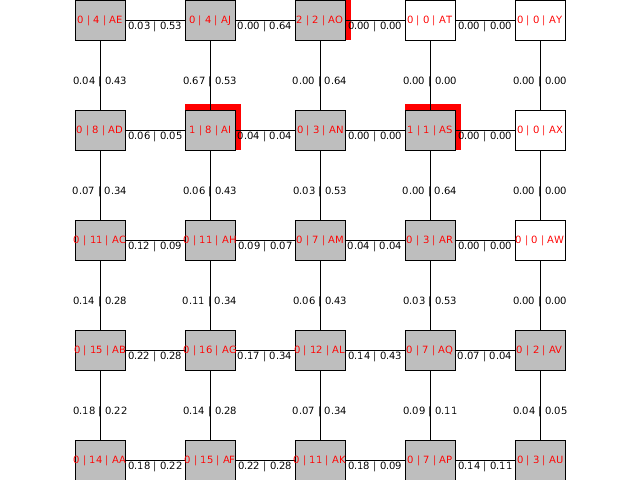 0 | 4 | AE 0.03 | 0.53 0 | 4 | AJ 0.00 | 0.64 2 | 2 | AO 0.00 | 0.00 0 | 0 | AT 0.00 | 0.00 0 | 0 | AY
0.04 | 0.43 0.67 | 0.53 0.00 | 0.64 0.00 | 0.00 0.00 | 0.00
0 | 8 | AD 0.06 | 0.05 1 | 8 | AI 0.04 | 0.04 0 | 3 | AN 0.00 | 0.00 1 | 1 | AS 0.00 | 0.00 0 | 0 | AX
0.07 | 0.34 0.06 | 0.43 0.03 | 0.53 0.00 | 0.64 0.00 | 0.00
0 | 11 | AC 0.12 | 0.09 0 | 11 | AH 0.09 | 0.07 0 | 7 | AM 0.04 | 0.04 0 | 3 | AR 0.00 | 0.00 0 | 0 | AW
0.14 | 0.28 0.11 | 0.34 0.06 | 0.43 0.03 | 0.53 0.00 | 0.00
0 | 15 | AB 0.22 | 0.28 0 | 16 | AG 0.17 | 0.34 0 | 12 | AL 0.14 | 0.43 0 | 7 | AQ 0.07 | 0.04 0 | 2 | AV
0.18 | 0.22 0.14 | 0.28 0.07 | 0.34 0.09 | 0.11 0.04 | 0.05
0 | 14 | AA 0.18 | 0.22 0 | 15 | AF 0.22 | 0.28 0 | 11 | AK 0.18 | 0.09 0 | 7 | AP 0.14 | 0.11 0 | 3 | AU